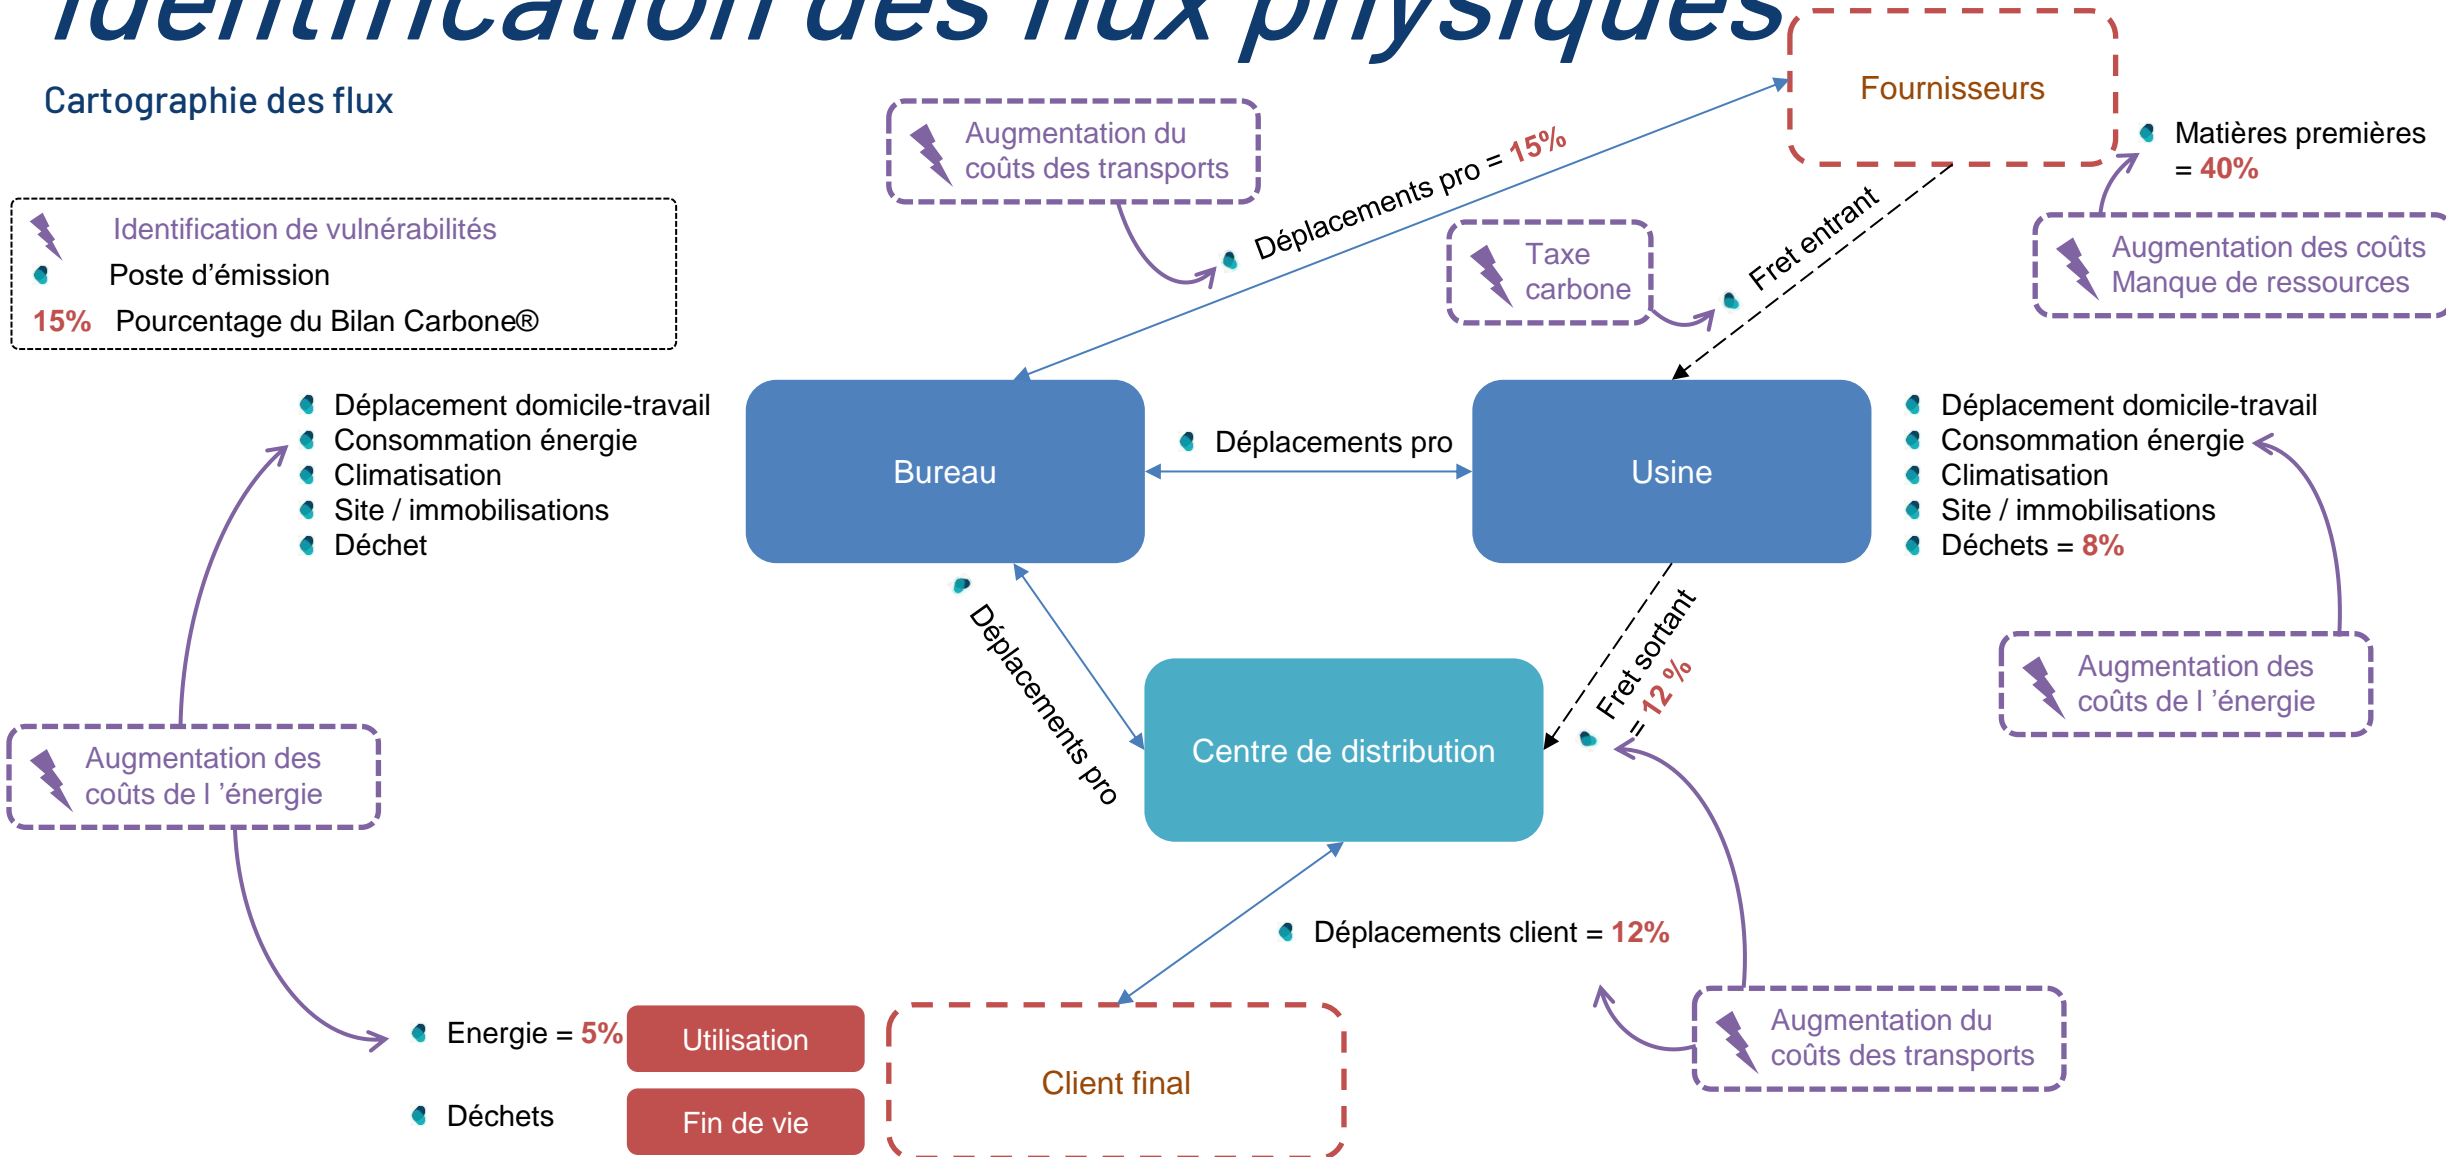 Identification des flux physiques
Cartographie des flux
Fournisseurs
Augmentation du
coûts des transports
Déplacements pro = 15%
Matières premières
= 40%
Identification de vulnérabilités
Poste d’émission
15% Pourcentage du Bilan Carbone®
Taxe
carbone
Fret entrant
Augmentation des coûts
Manque de ressources
Déplacement domicile-travail
Consommation énergie
Climatisation
Site / immobilisations
Déchet
Bureau
Déplacements pro
Usine
Déplacement domicile-travail
Consommation énergie
Climatisation
Site / immobilisations
Déchets = 8%
Déplacements pro
Fret sortant
= 12 %
Centre de distribution
Augmentation des
coûts de l ’énergie
Augmentation des
coûts de l ’énergie
Déplacements client = 12%
Energie = 5%
Utilisation
Déchets
Fin de vie
Client final
Augmentation du
coûts des transports